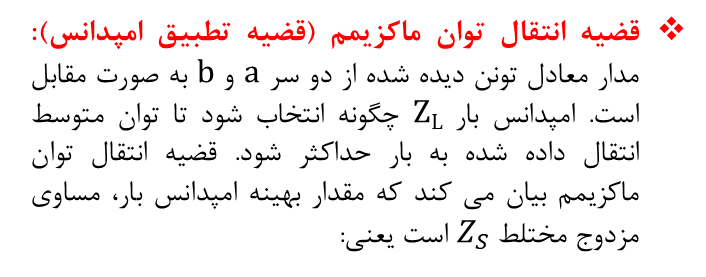 ❖ قضیه انتقال توان ماکزیمم (قضیه تطبیق امپدانس):
مدار معادل تونن دیده شده از دو سر a و b به صورت مقابل
است. امپدانس بار Z_L چگونه انتخاب شود تا توان متوسط
انتقال داده شده به بار حداکثر شود. قضیه انتقال توان
ماکزیمم بیان می کند که مقدار بهینه امپدانس بار، مساوی
مزدوج مختلط Z_S است یعنی: